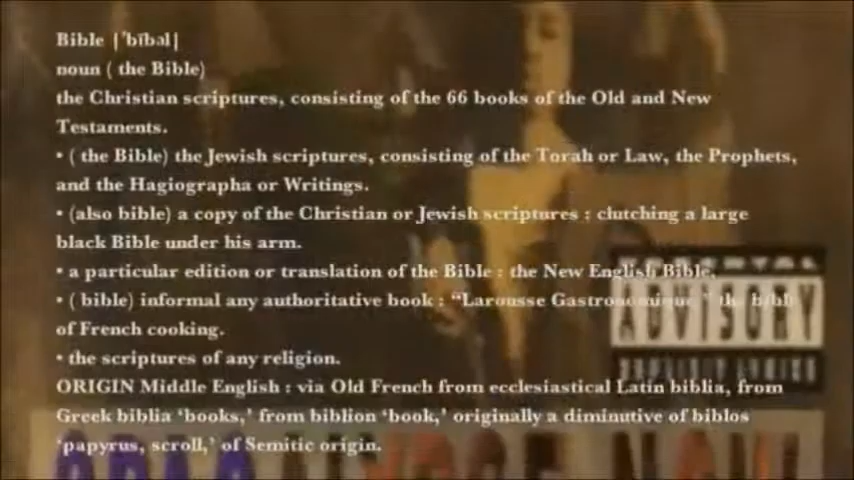 Bible |ˈbībəl|
noun ( the Bible)
the Christian scriptures, consisting of the 66 books of the Old and New
Testaments.
• ( the Bible) the Jewish scriptures, consisting of the Torah or Law, the Prophets,
and the Hagiographa or Writings.
• (also bible) a copy of the Christian or Jewish scriptures : clutching a large
black Bible under his arm.
• a particular edition or translation of the Bible : the New English Bible.
• ( bible) informal any authoritative book : “Larousse Gastronomique,” the bible
of French cooking.
• the scriptures of any religion.
ORIGIN Middle English : via Old French from ecclesiastical Latin biblia, from
Greek biblia ‘books,’ from biblion ‘book,’ originally a diminutive of biblos
‘papyrus, scroll,’ of Semitic origin.
ADVISORY
EXPLICIT LYRICS